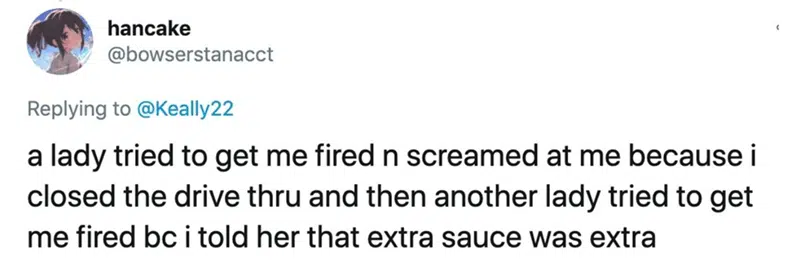 hancake
@bowserstanacct
Replying to @Keally22
a lady tried to get me fired n screamed at me because i
closed the drive thru and then another lady tried to get
me fired bc i told her that extra sauce was extra